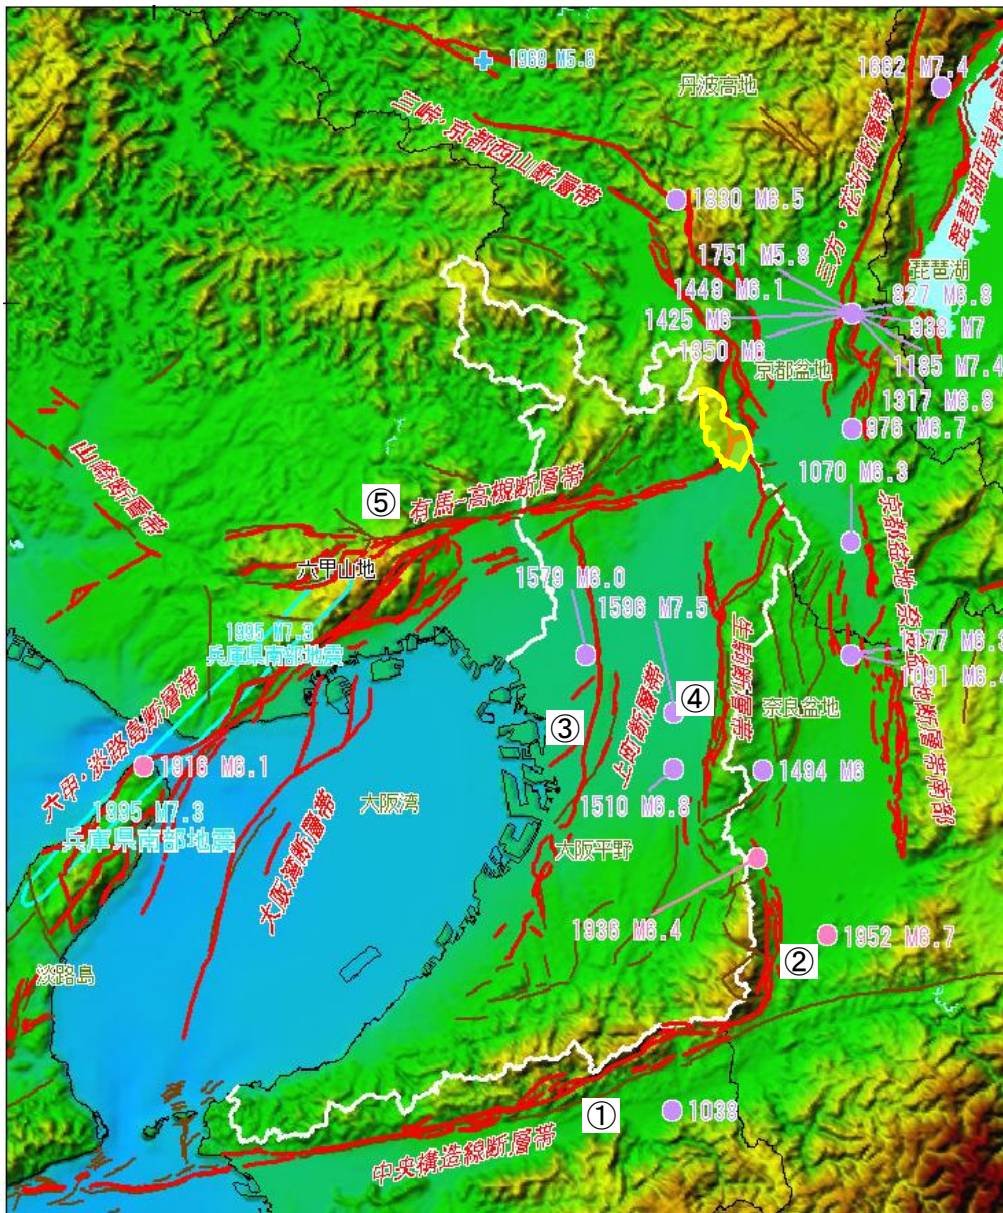 1662 M7.4
1968 M5.6
丹波高地
三峠・京都西山断層帯
三方・花折断層帯
琵琶湖西岸
1830 M6.5
1751 M5.8
琵琶湖
1449 M6.1
827 M6.8
1425 M6
938 M7
1350 M6
京都盆地
1185 M7.4
1317 M6.8
976 M6.7
山崎断層帯
1070 M6.3
⑤
有馬-高槻断層帯
六甲山地
1579 M6.0
1596 M7.5
京都盆地-奈良盆地断層帯南部
1995 M7.3
兵庫県南部地震
生駒断層帯
1091 M6.4
六甲・淡路島断層帯
上町断層帯
④
奈良盆地
③
1916 M6.1
1494 M6
1995 M7.3
兵庫県南部地震
大阪湾
1510 M6.8
大阪湾断層帯
大阪平野
1936 M6.4
1952 M6.7
②
淡路島
①
1038
中央構造線断層帯